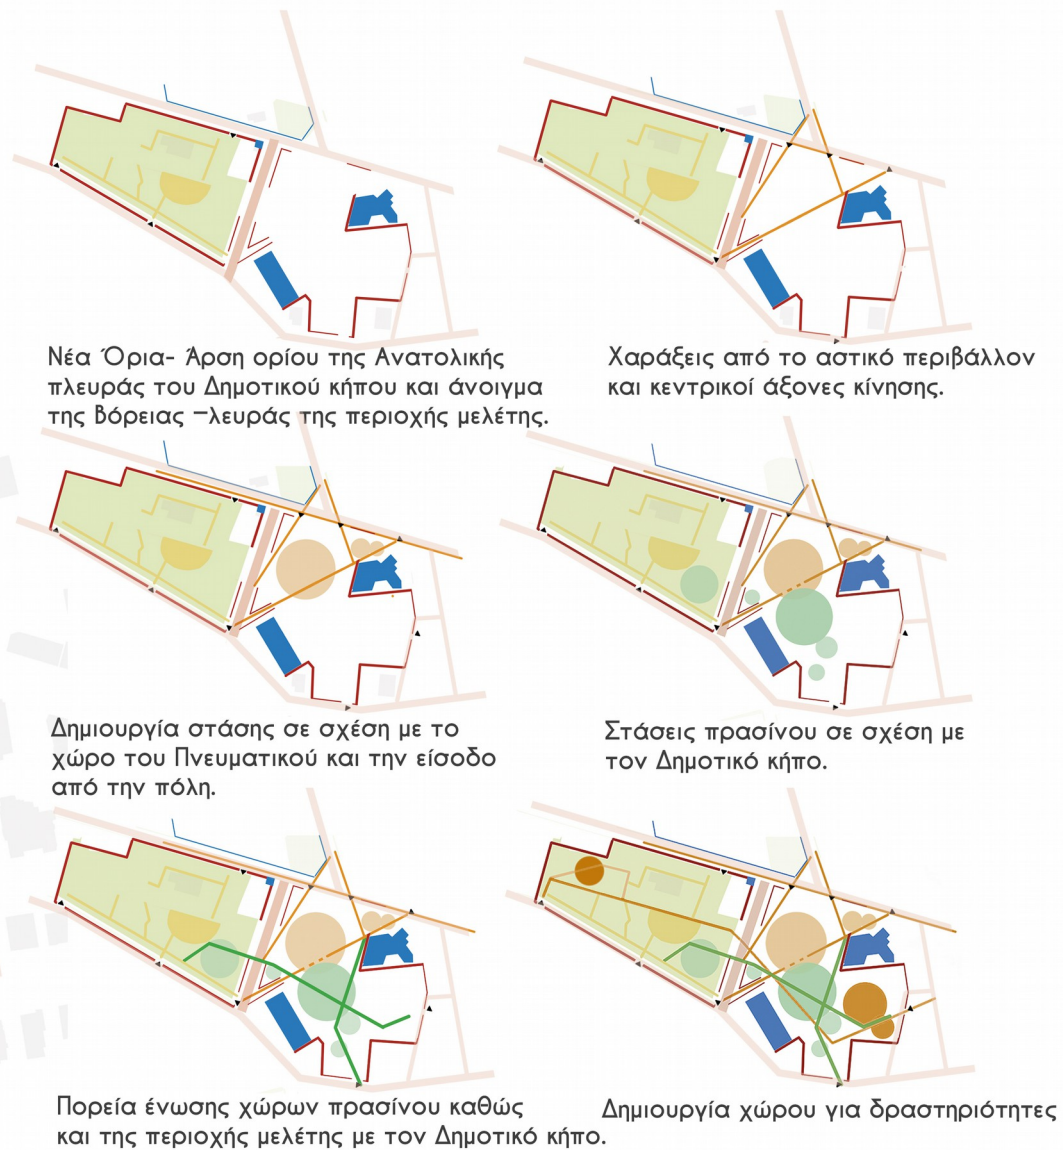 Νέα Όρια- Άρση ορίου της Ανατολικής
πλευράς του Δημοτικού κήπου και άνοιγμα
της Βόρειας –λευράς της περιοχής μελέτης.
Χαράξεις από το αστικό περιβάλλον
και κεντρικοί άξονες κίνησης.
Δημιουργία στάσης σε σχέση με το
χώρο του Πνευματικού και την είσοδο
από την πόλη.
Στάσεις πρασίνου σε σχέση με
τον Δημοτικό κήπο.
Πορεία ένωσης χώρων πρασίνου καθώς
και της περιοχής μελέτης με τον Δημοτικό κήπο.
Δημιουργία χώρου για δραστηριότητες